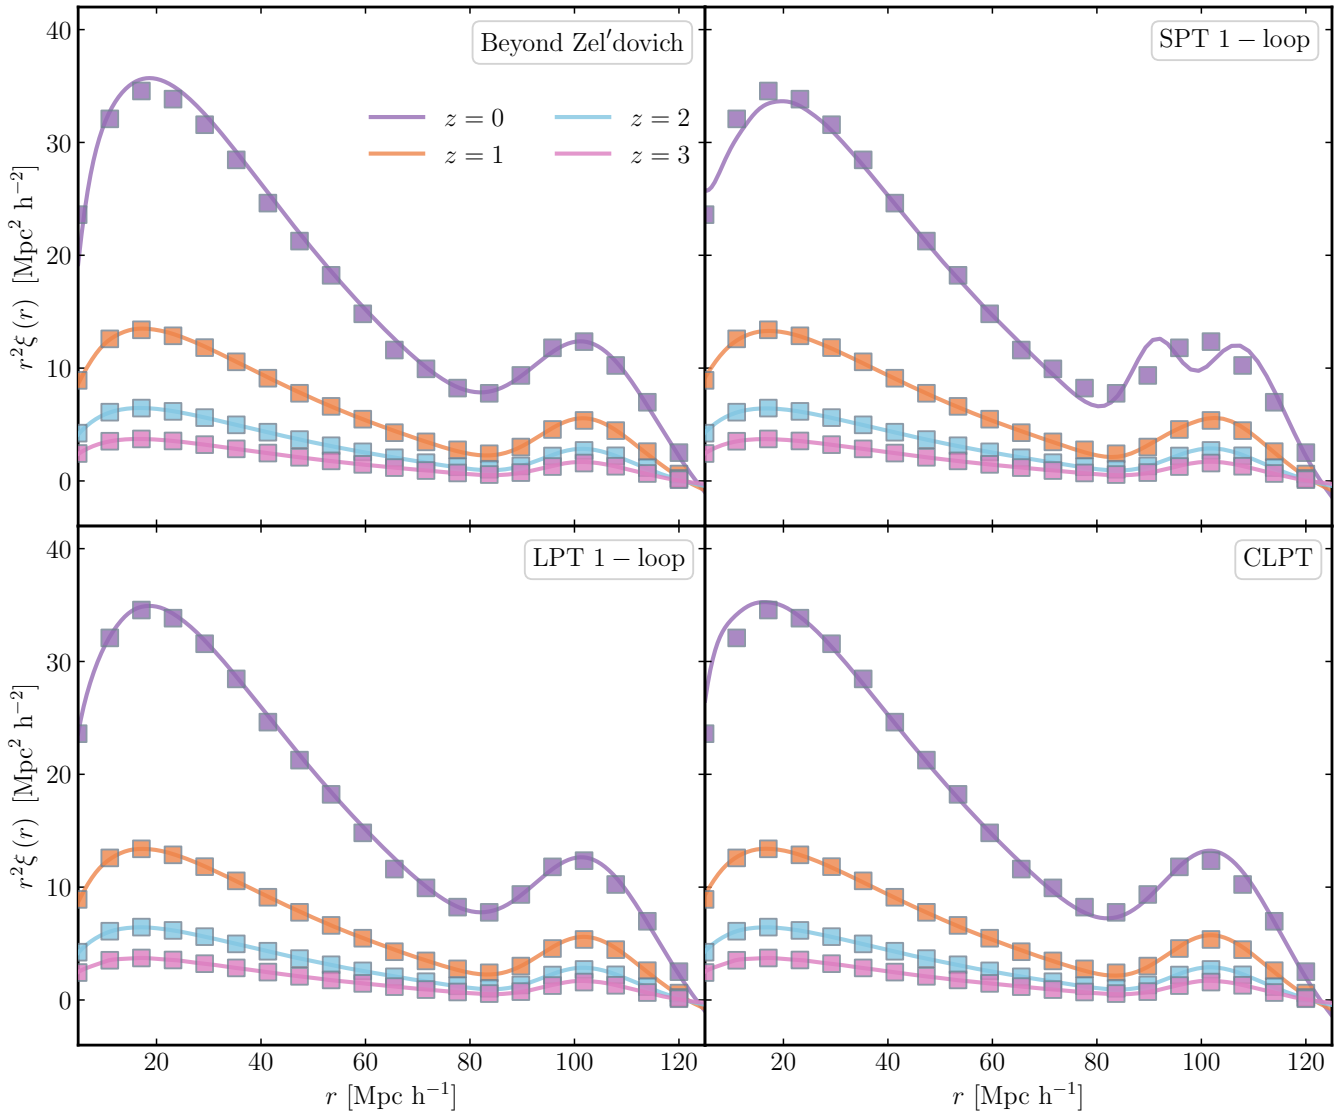 Beyond Zel′dovich
SPT 1 − loop
z = 0
z = 2
z = 1
z = 3
40
30
20
10
0
r²ξ (r) [Mpc² h⁻²]
LPT 1 − loop
CLPT
40
30
20
10
0
r²ξ (r) [Mpc² h⁻²]
20 40 60 80 100 120
20 40 60 80 100 120
r [Mpc h⁻¹]
r [Mpc h⁻¹]